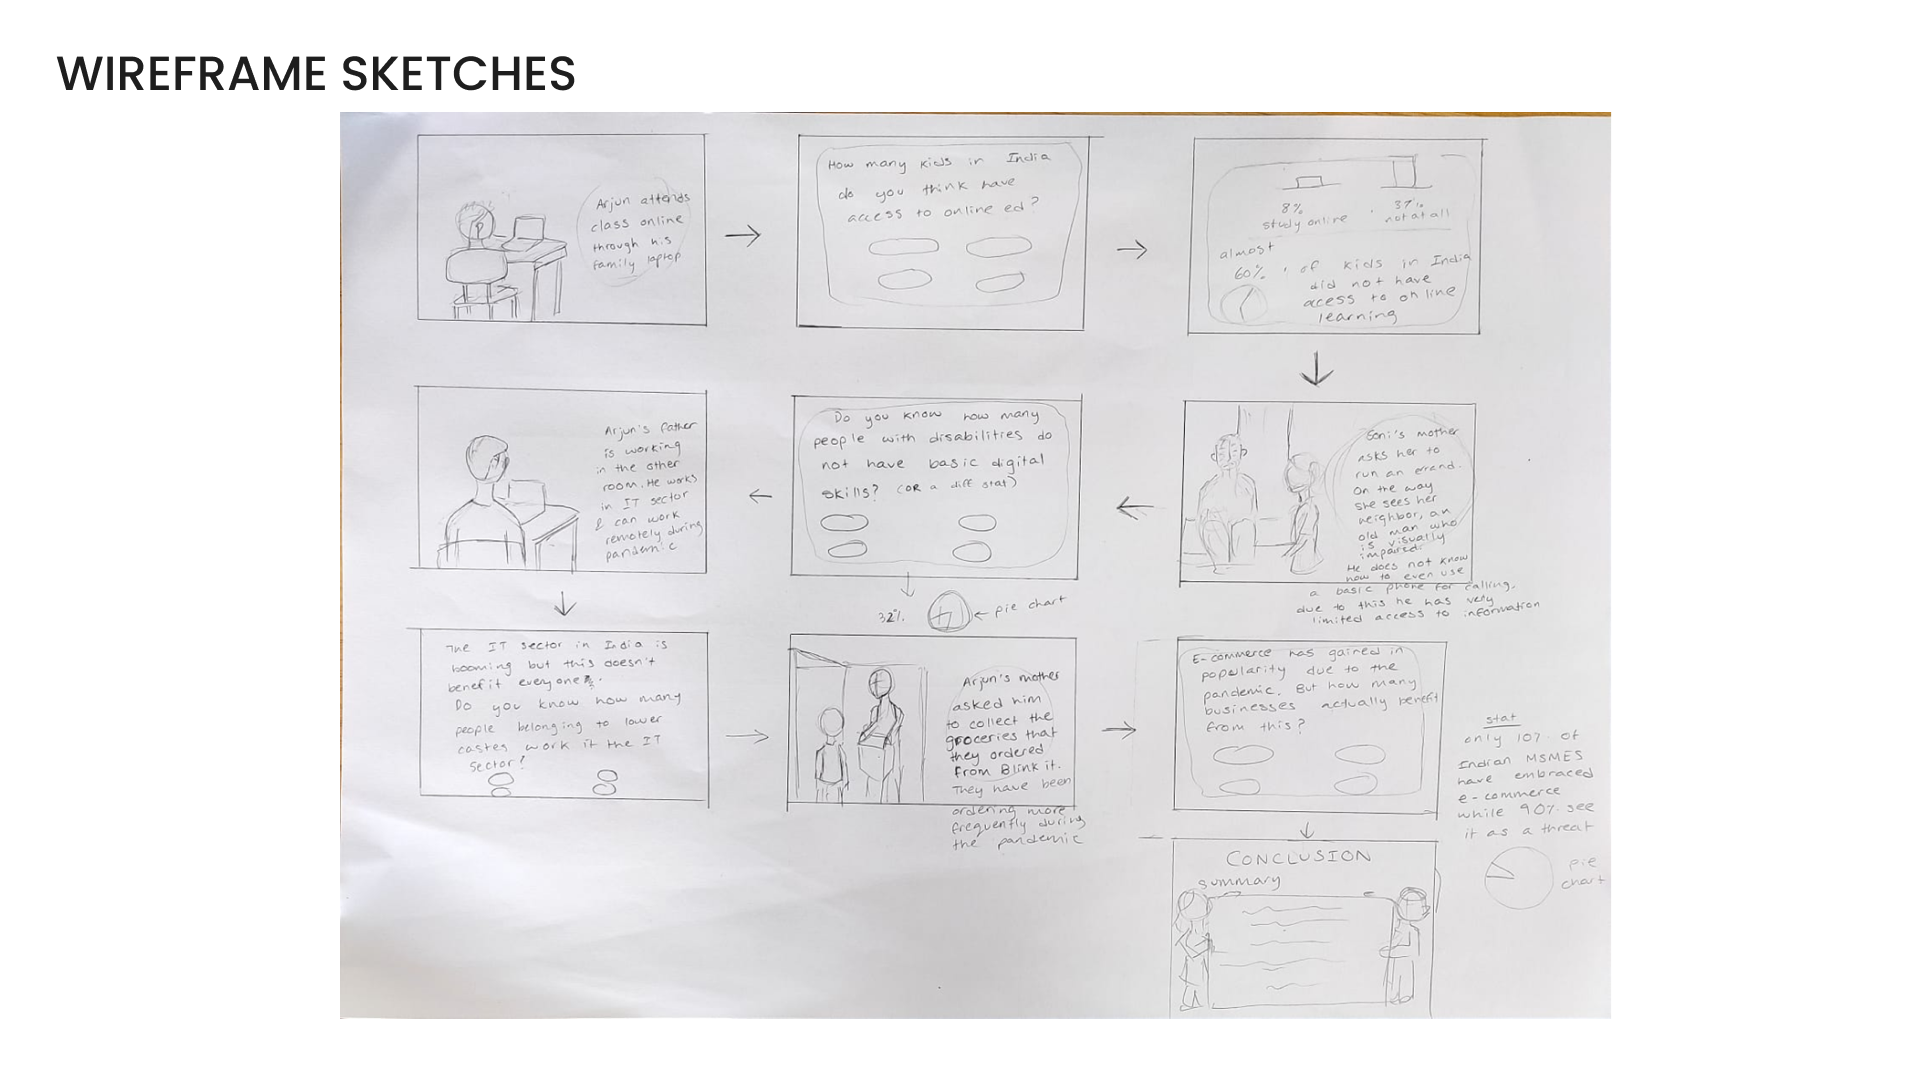 WIREFRAME SKETCHES
Arjun attends
class online
through his
family laptop
How many kids in India
do you think have
access to online ed?
8%
study online
37%
not at all
almost
60% of kids in India
did not have
acess to online
learning
Soni's mother
asks her to
run an errand.
On the way
she sees her
neighbor, an
old man who
is visually
impaired.
He does not know
how to even use
a basic phone for calling,
due to this he has very
limited access to information
Do you know how many
people with disabilities do
not have basic digital
skills? (OR a diff stat)
32%
pie chart
Arjun's father
is working
in the other
room. He works
in IT sector
& can work
remotely during
pandemic
The IT sector in India is
booming but this doesn't
benefit everyone.
Do you know how many
people belonging to lower
castes work it the IT
sector?
Arjun's mother
asked him
to collect the
groceries that
they ordered
from Blink it.
They have been
ordering more
frequently during
the pandemic
E-commerce has gained in
popularity due to the
pandemic. But how many
businesses actually benefit
from this?
stat
only 10% of
Indian MSMES
have embraced
e-commerce
while 90% see
it as a threat
pie
chart
CONCLUSION
summary